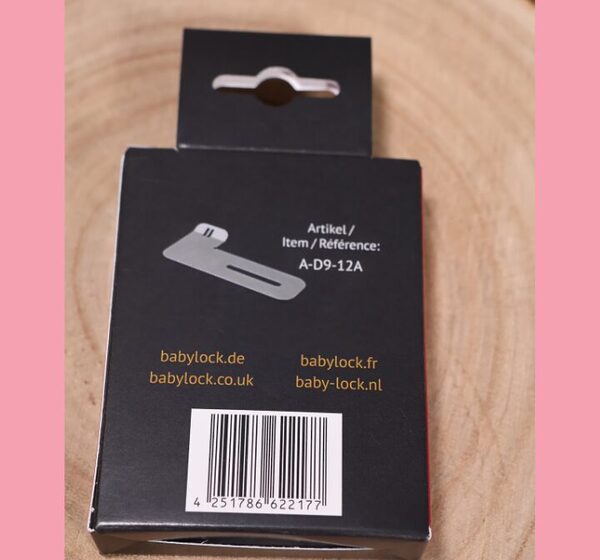 Artikel /
Item / Référence:
A-D9-12A
babylock.de
babylock.fr
babylock.co.uk
baby-lock.nl
4 251786 622177